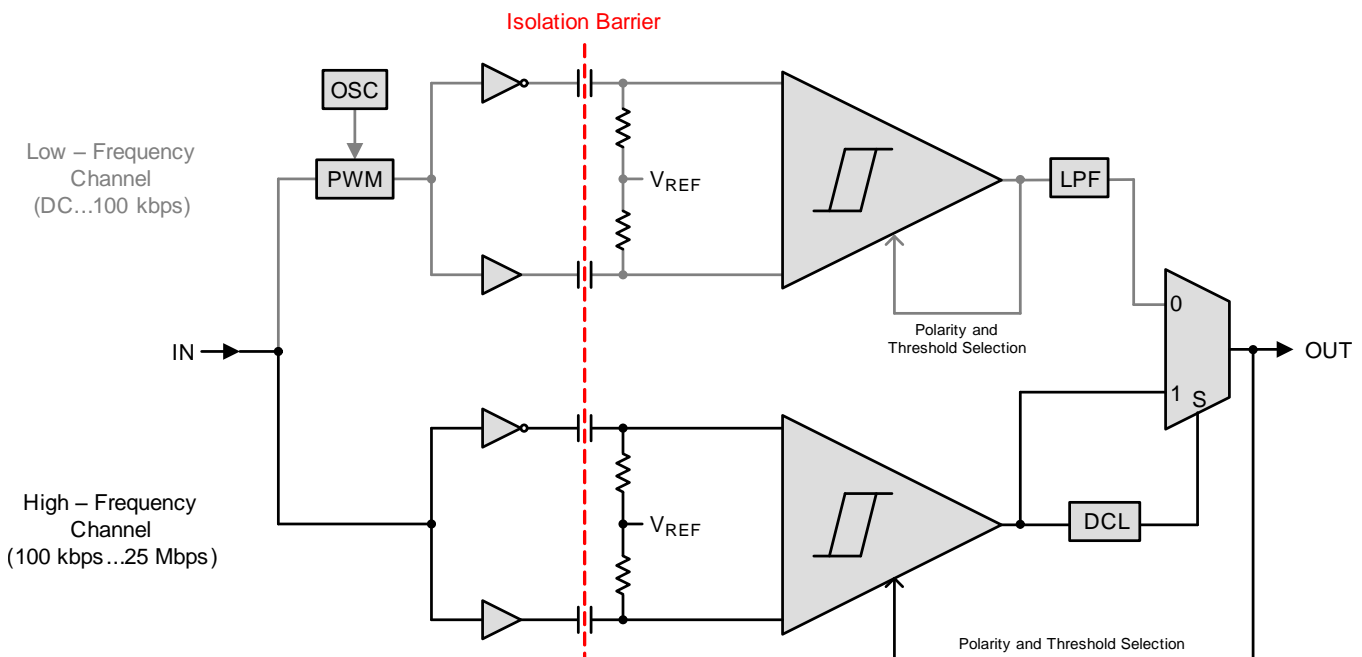 Isolation Barrier
OSC
Low – Frequency
Channel
(DC...100 kbps)
PWM
VREF
LPF
0
Polarity and
Threshold Selection
IN
OUT
1
S
High – Frequency
Channel
(100 kbps...25 Mbps)
VREF
DCL
Polarity and Threshold Selection